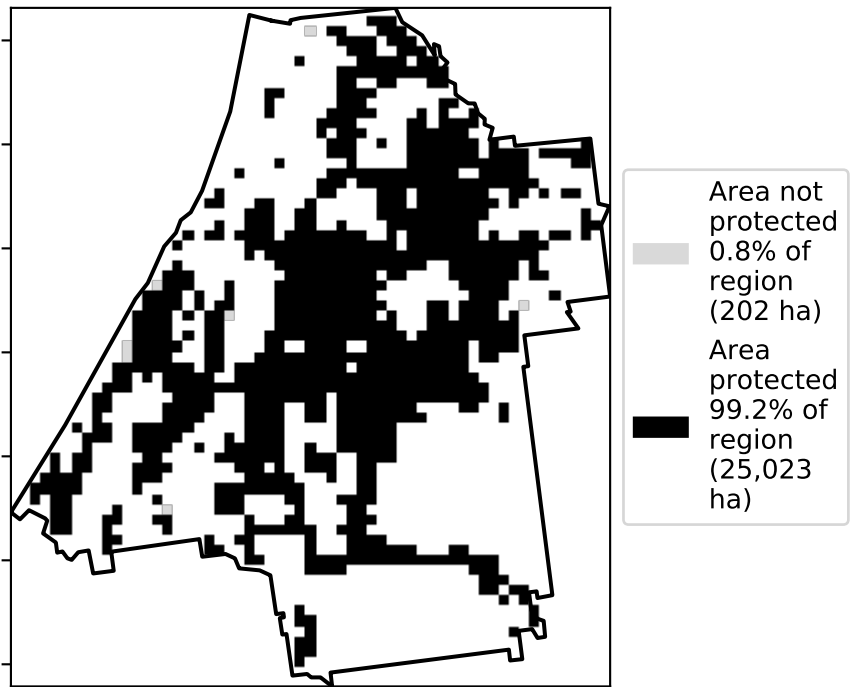 Area not
protected
0.8% of
region
(202 ha)
Area
protected
99.2% of
region
(25,023
ha)